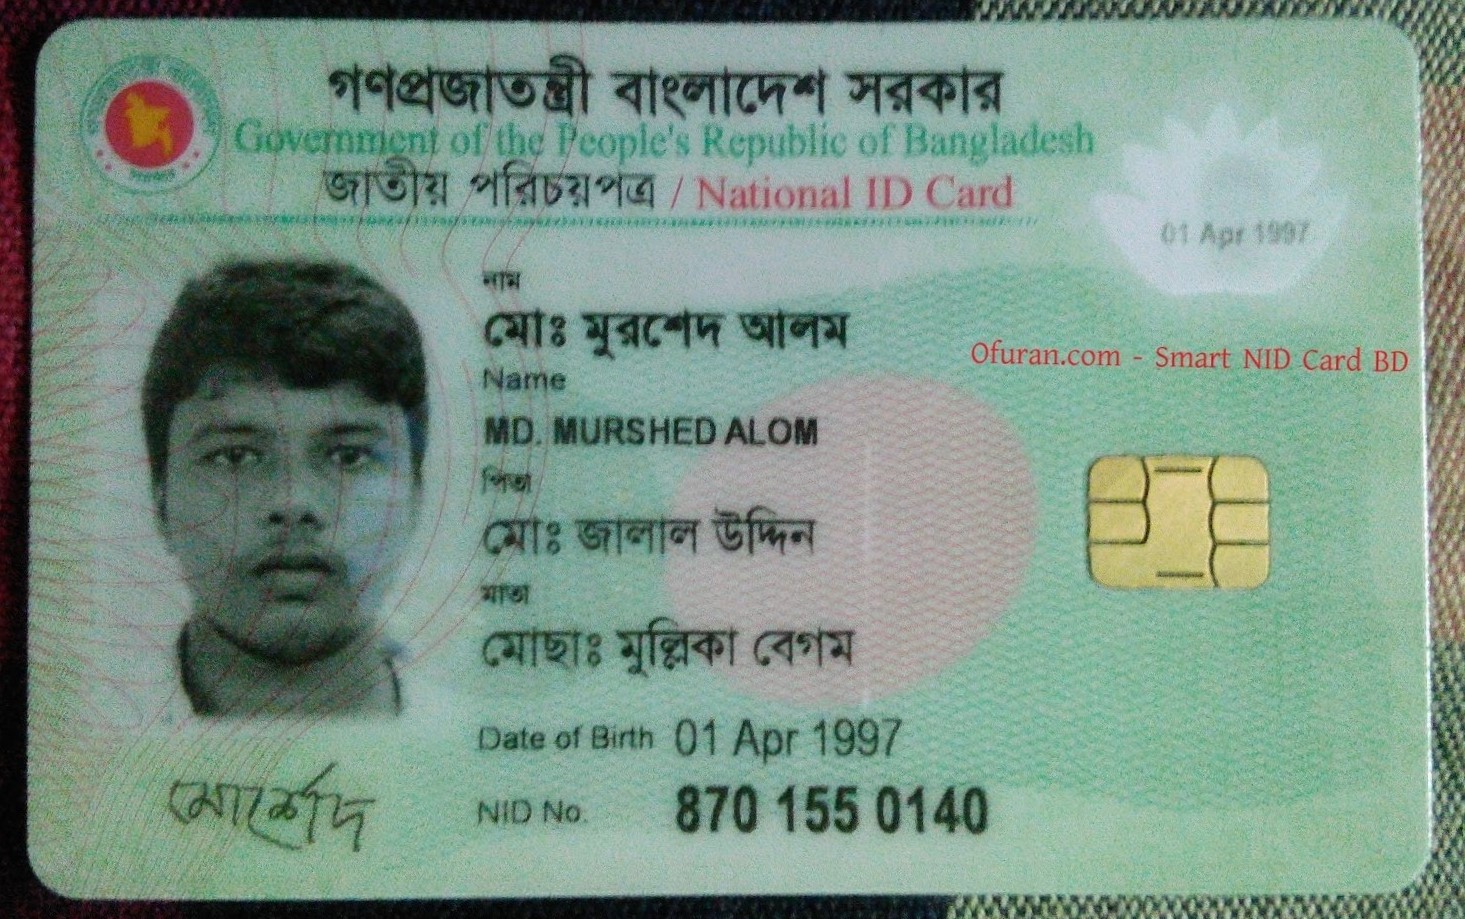 গণপ্রজাতন্ত্রী বাংলাদেশ সরকার
Government of the People's Republic of Bangladesh
জাতীয় পরিচয়পত্র / National ID Card
01 Apr 1997
নাম
মোঃ মুরশেদ আলম
Ofuran.com - Smart NID Card BD
Name
MD. MURSHED ALOM
পিতা
মোঃ জালাল উদ্দিন
মাতা
মোছাঃ মুল্লিকা বেগম
Date of Birth 01 Apr 1997
NID No. 870 155 0140
মোর্শেদ